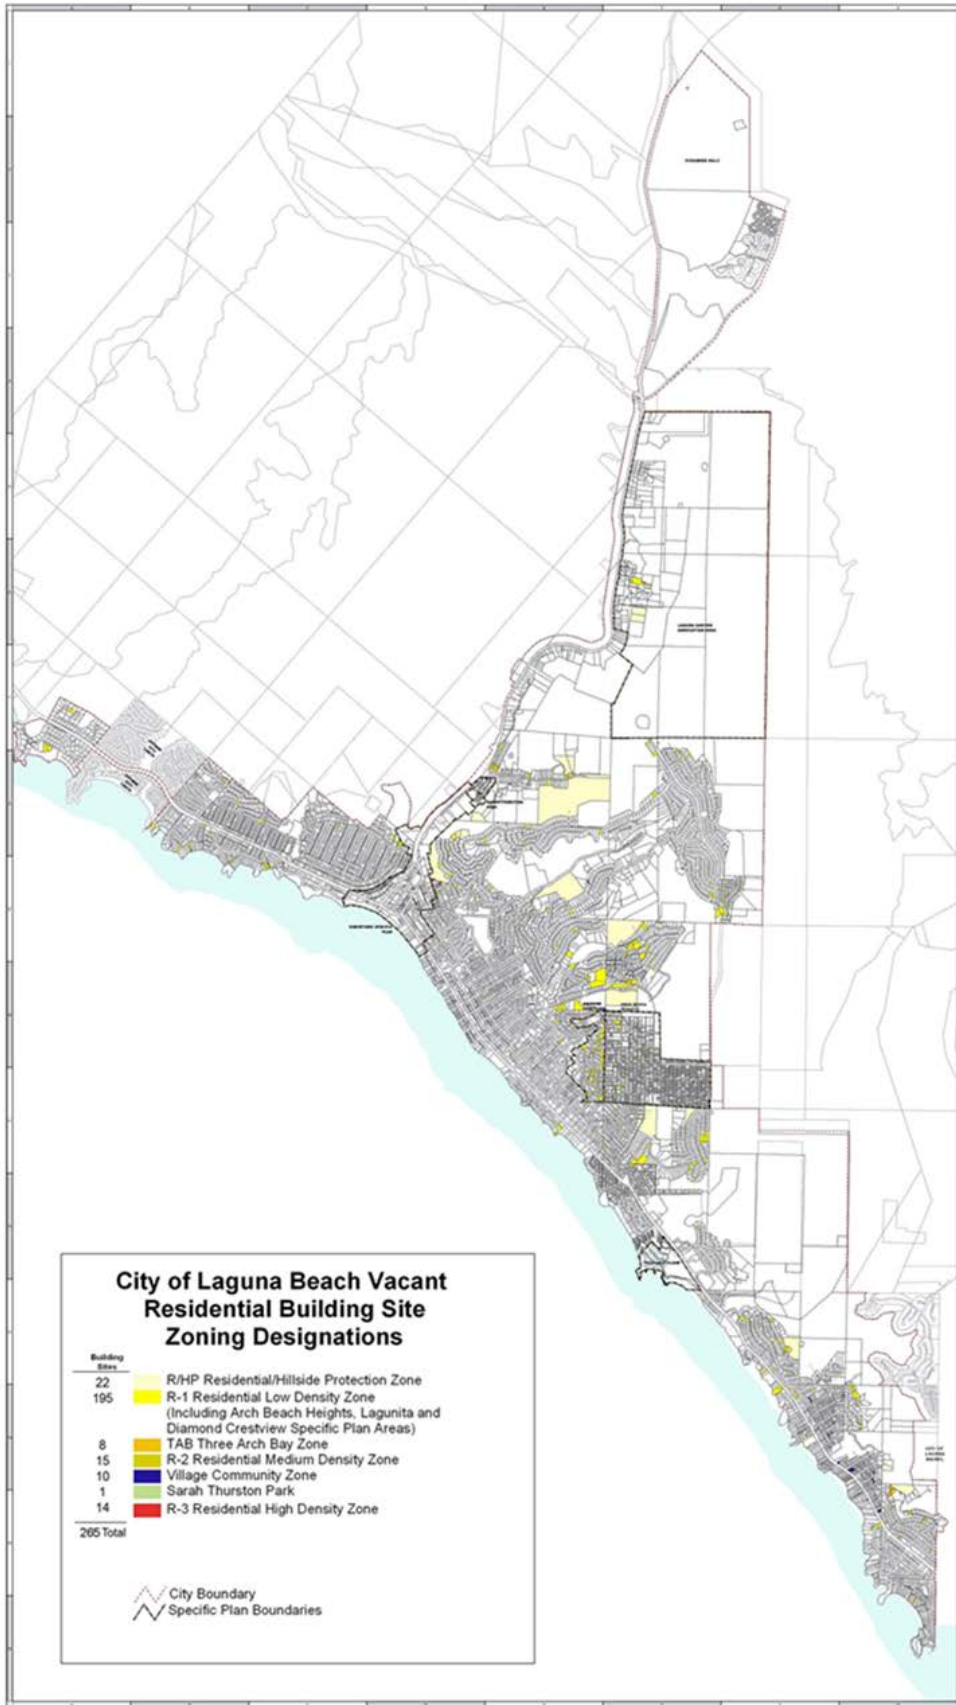 SYCAMORE HILLS
City of Laguna Beach Vacant
Residential Building Site
Zoning Designations
Building
Sites
22 R/HP Residential/Hillside Protection Zone
195 R-1 Residential Low Density Zone
(Including Arch Beach Heights, Lagunita and
Diamond Crestview Specific Plan Areas)
8 TAB Three Arch Bay Zone
15 R-2 Residential Medium Density Zone
10 Village Community Zone
1 Sarah Thurston Park
14 R-3 Residential High Density Zone
265 Total
City Boundary
Specific Plan Boundaries